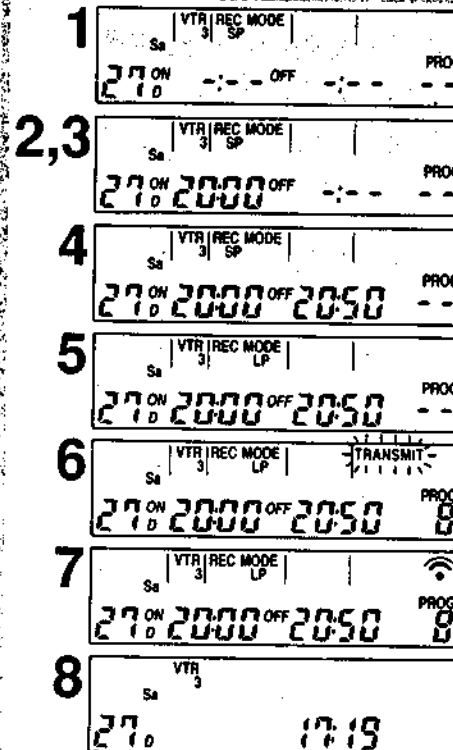 1
VTR REC MODE
3 SP
Sa
PROG
27 D ON -:-- OFF -:-- --
2,3
VTR REC MODE
3 SP
Sa
PROG
27 D ON 20:00 OFF -:-- --
4
VTR REC MODE
3 SP
Sa
PROG
27 D ON 20:00 OFF 20:50 --
5
VTR REC MODE
3 LP
Sa
PROG
27 D ON 20:00 OFF 20:50 --
6
VTR REC MODE TRANSMIT
3 LP
Sa
PROG
27 D ON 20:00 OFF 20:50 8
7
VTR REC MODE
3 LP
Sa
PROG
27 D ON 20:00 OFF 20:50 8
8
VTR
3
Sa
27 D 17:19